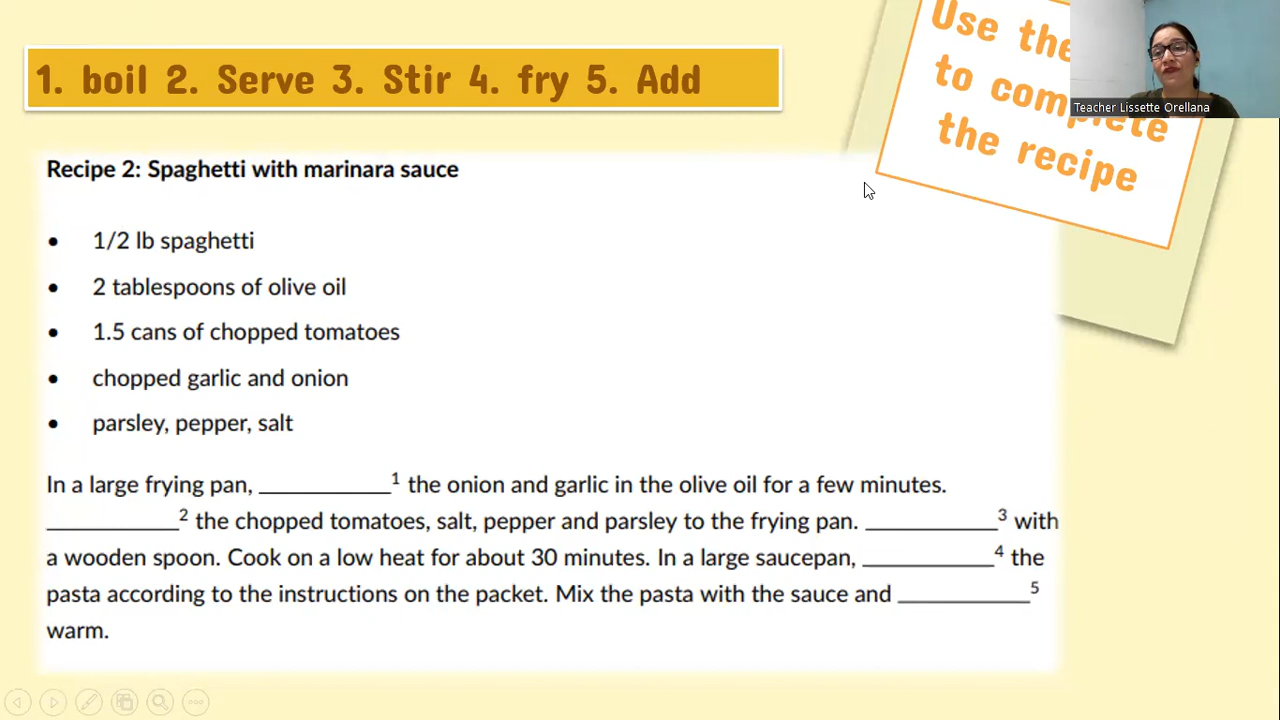 1. boil 2. Serve 3. Stir 4. fry 5. Add
Use the
to complete
the recipe
Teacher Lissette Orellana
Recipe 2: Spaghetti with marinara sauce
• 1/2 lb spaghetti
• 2 tablespoons of olive oil
• 1.5 cans of chopped tomatoes
• chopped garlic and onion
• parsley, pepper, salt
In a large frying pan, ___________1 the onion and garlic in the olive oil for a few minutes.
___________2 the chopped tomatoes, salt, pepper and parsley to the frying pan. ___________3 with
a wooden spoon. Cook on a low heat for about 30 minutes. In a large saucepan, ___________4 the
pasta according to the instructions on the packet. Mix the pasta with the sauce and ___________5
warm.